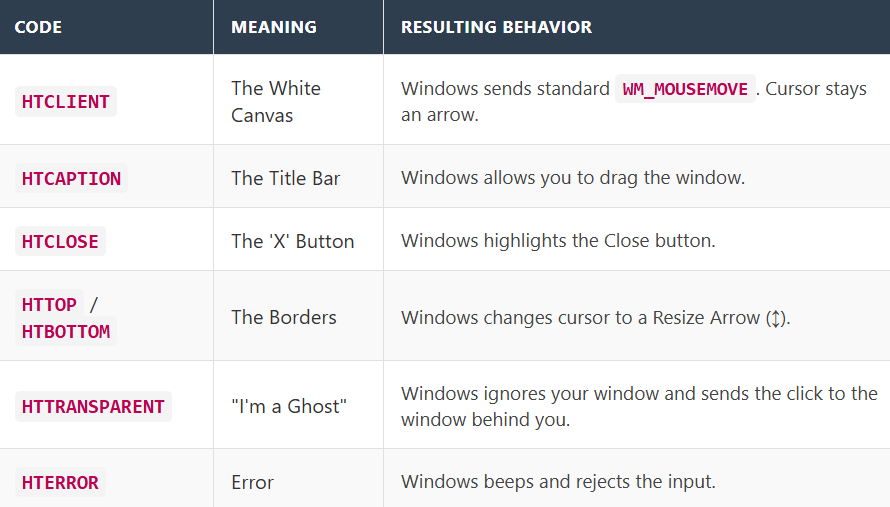 CODE MEANING RESULTING BEHAVIOR
HTCLIENT The White Canvas Windows sends standard WM_MOUSEMOVE . Cursor stays an arrow.
HTCAPTION The Title Bar Windows allows you to drag the window.
HTCLOSE The 'X' Button Windows highlights the Close button.
HTTOP / HTBOTTOM The Borders Windows changes cursor to a Resize Arrow (↕).
HTTRANSPARENT "I'm a Ghost" Windows ignores your window and sends the click to the window behind you.
HTERROR Error Windows beeps and rejects the input.